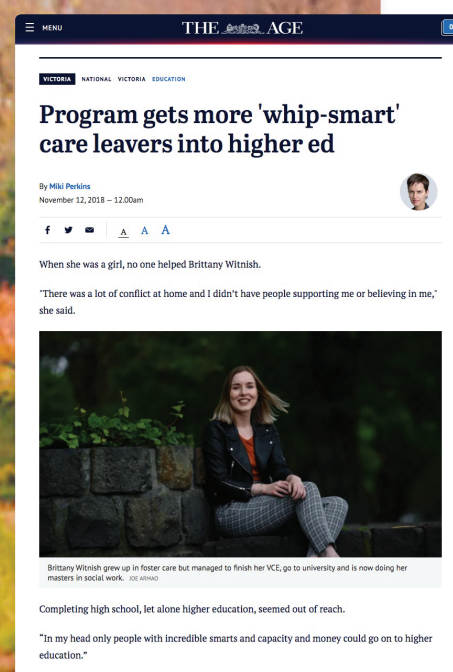 MENU
THE AGE
VICTORIA NATIONAL VICTORIA EDUCATION
Program gets more 'whip-smart'
care leavers into higher ed
By Miki Perkins
November 12, 2018 — 12.00am
A A A
When she was a girl, no one helped Brittany Witnish.
"There was a lot of conflict at home and I didn't have people supporting me or believing in me,"
she said.
Brittany Witnish grew up in foster care but managed to finish her VCE, go to university and is now doing her
masters in social work. JOE ARMAO
Completing high school, let alone higher education, seemed out of reach.
“In my head only people with incredible smarts and capacity and money could go on to higher
education.”